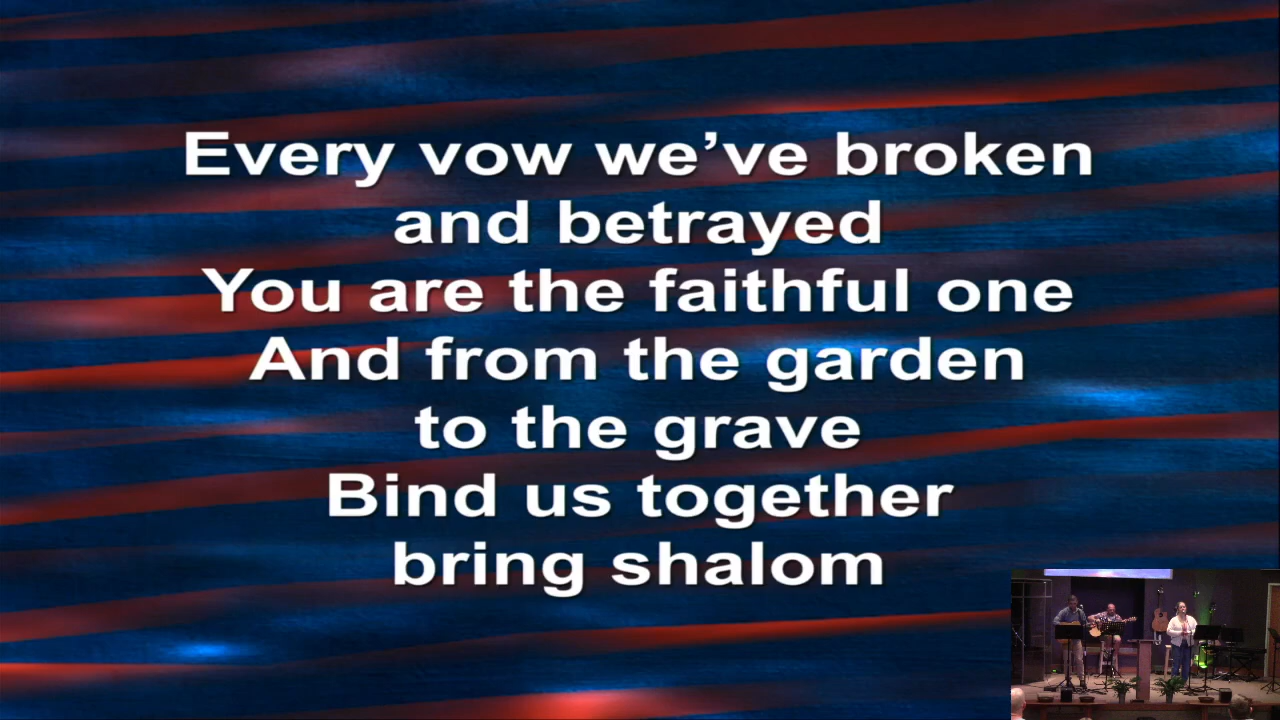 Every vow we’ve broken
and betrayed
You are the faithful one
And from the garden
to the grave
Bind us together
bring shalom